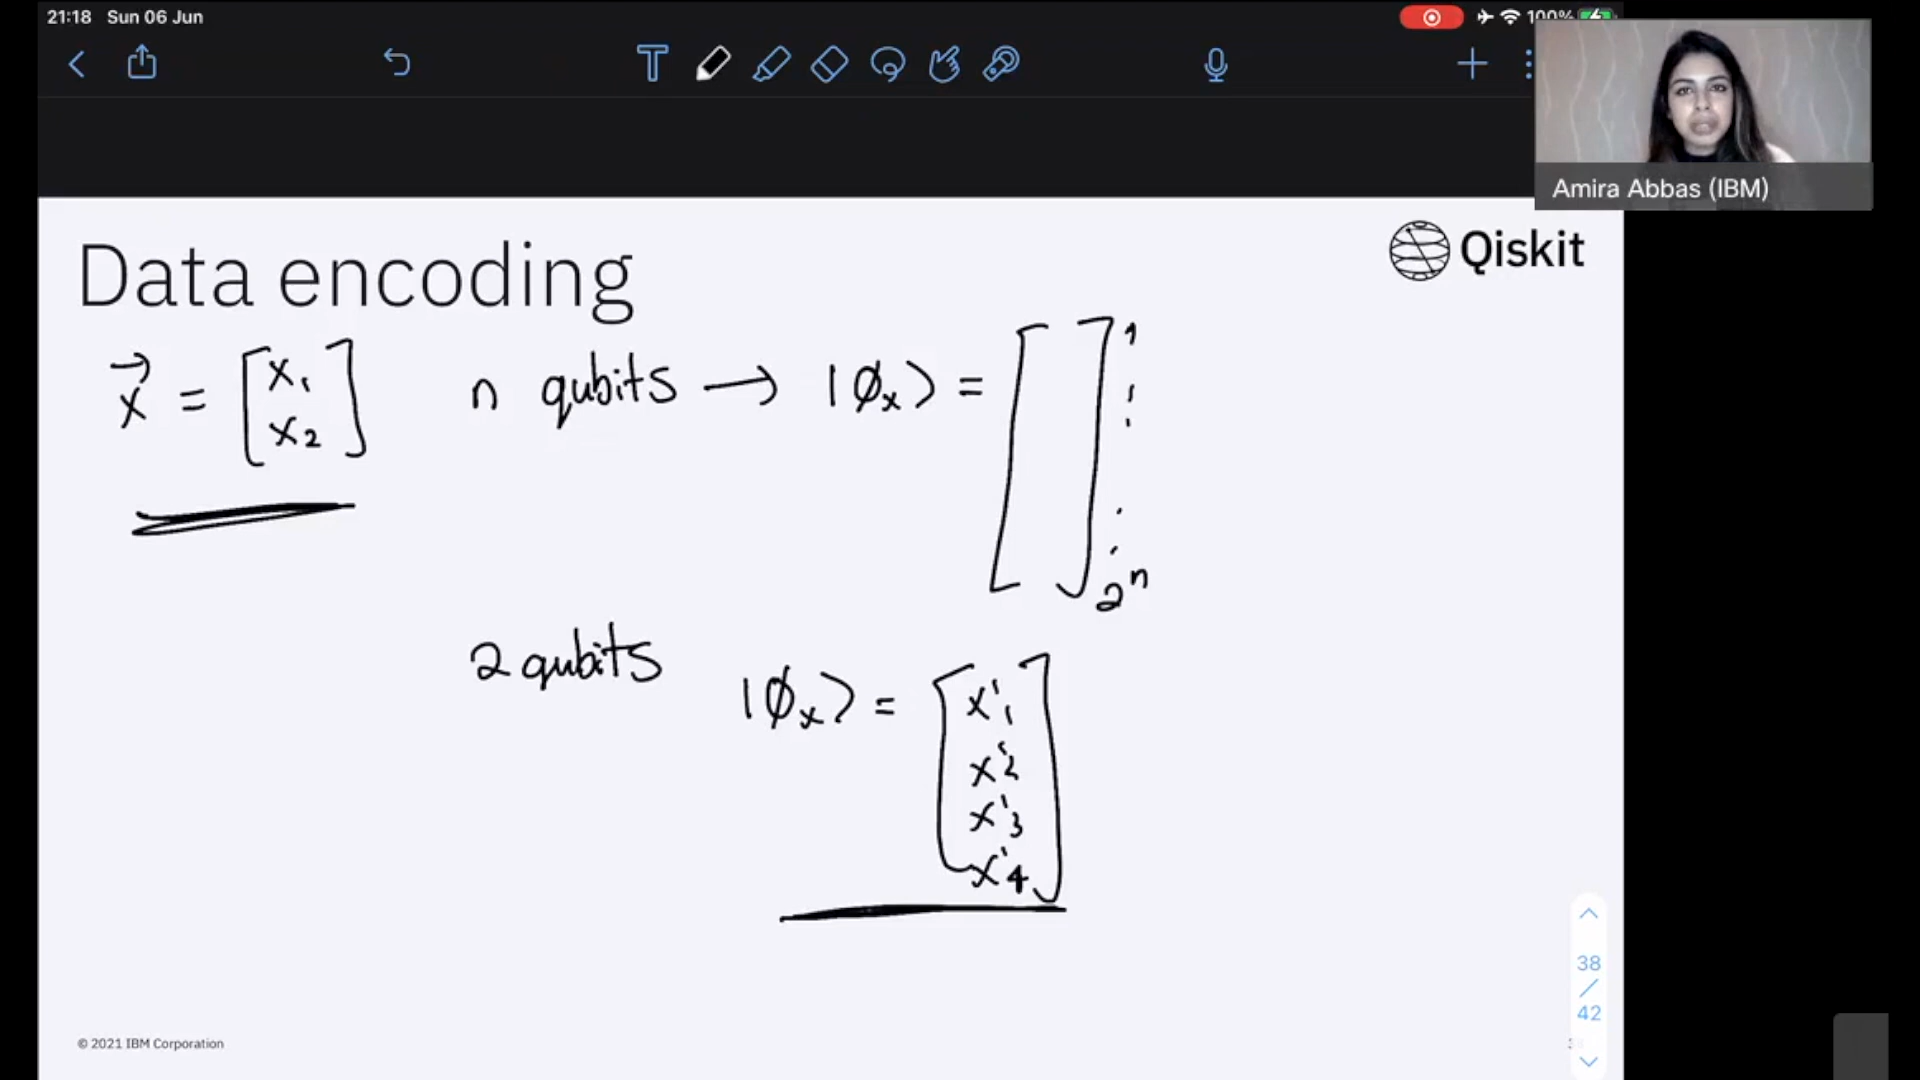 21:18 Sun 06 Jun
100%
Amira Abbas (IBM)
Qiskit
Data encoding
x⃗ = [x₁ x₂]
n qubits → |ϕₓ⟩ = [ ] 1 2ⁿ
2 qubits
|ϕₓ⟩ = [x'₁ x'₂ x'₃ x'₄]
38
/
42
© 2021 IBM Corporation